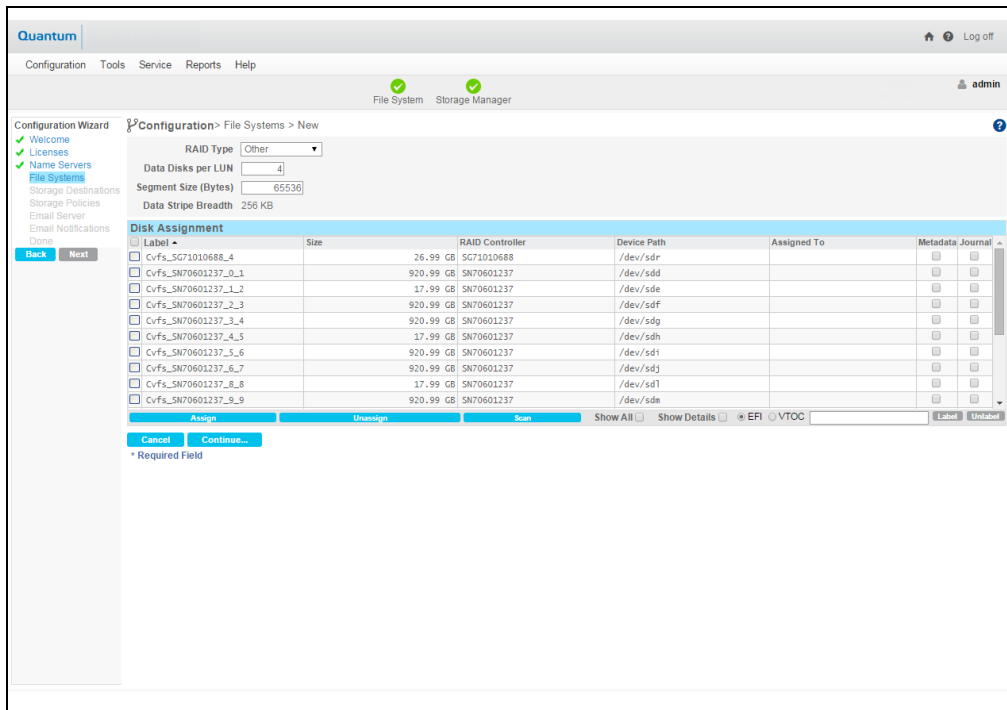 Quantum
Log off
Configuration Tools Service Reports Help
File System Storage Manager
admin
Configuration Wizard
Welcome
Licenses
Name Servers
File Systems
Storage Destinations
Storage Policies
Email Server
Email Notifications
Done
Back Next
Configuration> File Systems > New
RAID Type Other
Data Disks per LUN 4
Segment Size (Bytes) 65536
Data Stripe Breadth 256 KB
Disk Assignment
Label Size RAID Controller Device Path Assigned To Metadata Journal
Cvfs_SG71010688_4 26.99 GB SG71010688 /dev/sdr
Cvfs_SN70601237_0_1 920.99 GB SN70601237 /dev/sdd
Cvfs_SN70601237_1_2 17.99 GB SN70601237 /dev/sde
Cvfs_SN70601237_2_3 920.99 GB SN70601237 /dev/sdf
Cvfs_SN70601237_3_4 920.99 GB SN70601237 /dev/sdg
Cvfs_SN70601237_4_5 17.99 GB SN70601237 /dev/sdh
Cvfs_SN70601237_5_6 920.99 GB SN70601237 /dev/sdi
Cvfs_SN70601237_6_7 920.99 GB SN70601237 /dev/sdj
Cvfs_SN70601237_8_8 17.99 GB SN70601237 /dev/sdl
Cvfs_SN70601237_9_9 920.99 GB SN70601237 /dev/sdm
Assign Unassign Scan Show All Show Details EFI VTOC Label Unlabel
Cancel Continue...
* Required Field